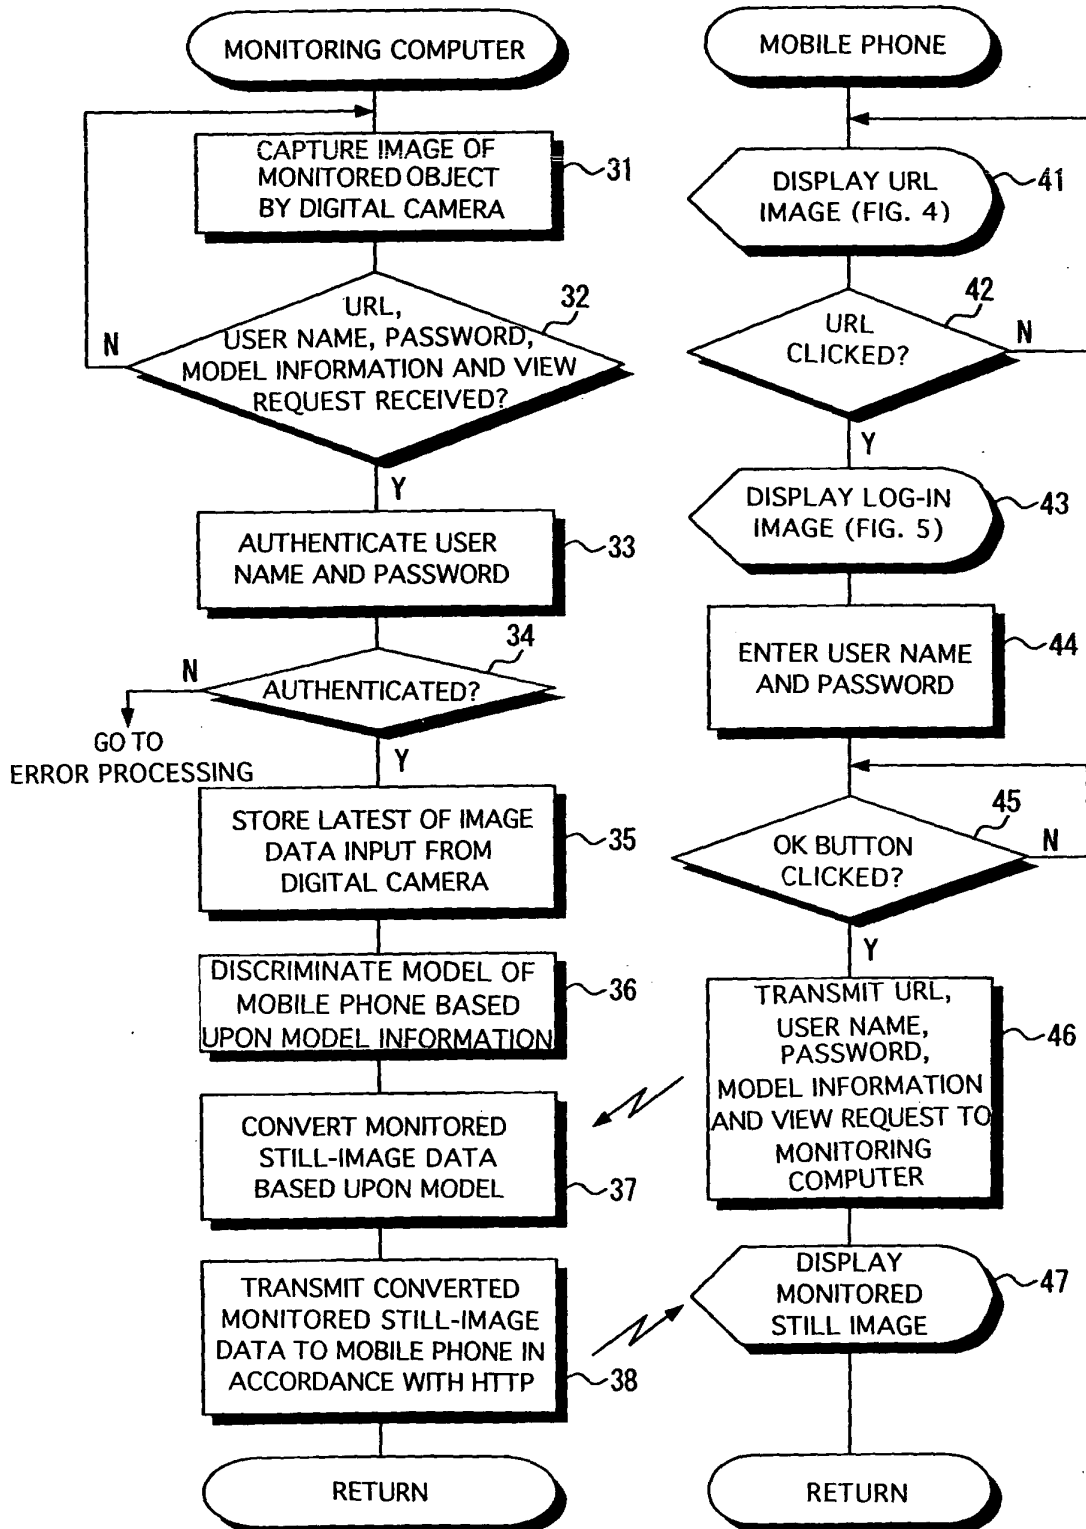 MONITORING COMPUTER
CAPTURE IMAGE OF
MONITORED OBJECT
BY DIGITAL CAMERA
31
URL,
USER NAME, PASSWORD,
MODEL INFORMATION AND VIEW
REQUEST RECEIVED?
32
N
Y
AUTHENTICATE USER
NAME AND PASSWORD
33
AUTHENTICATED?
34
N
GO TO
ERROR PROCESSING
Y
STORE LATEST OF IMAGE
DATA INPUT FROM
DIGITAL CAMERA
35
DISCRIMINATE MODEL OF
MOBILE PHONE BASED
UPON MODEL INFORMATION
36
CONVERT MONITORED
STILL-IMAGE DATA
BASED UPON MODEL
37
TRANSMIT CONVERTED
MONITORED STILL-IMAGE
DATA TO MOBILE PHONE IN
ACCORDANCE WITH HTTP
38
RETURN
MOBILE PHONE
DISPLAY URL
IMAGE (FIG. 4)
41
URL
CLICKED?
42
N
Y
DISPLAY LOG-IN
IMAGE (FIG. 5)
43
ENTER USER NAME
AND PASSWORD
44
OK BUTTON
CLICKED?
45
N
Y
TRANSMIT URL,
USER NAME,
PASSWORD,
MODEL INFORMATION
AND VIEW REQUEST TO
MONITORING
COMPUTER
46
DISPLAY
MONITORED
STILL IMAGE
47
RETURN